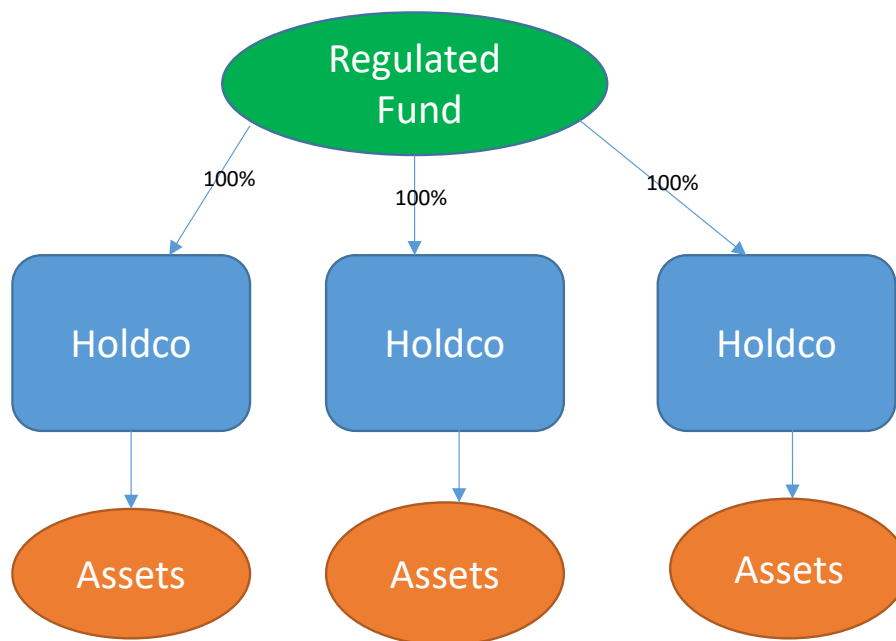 Regulated
Fund
100%
100%
100%
Holdco
Holdco
Holdco
Assets
Assets
Assets